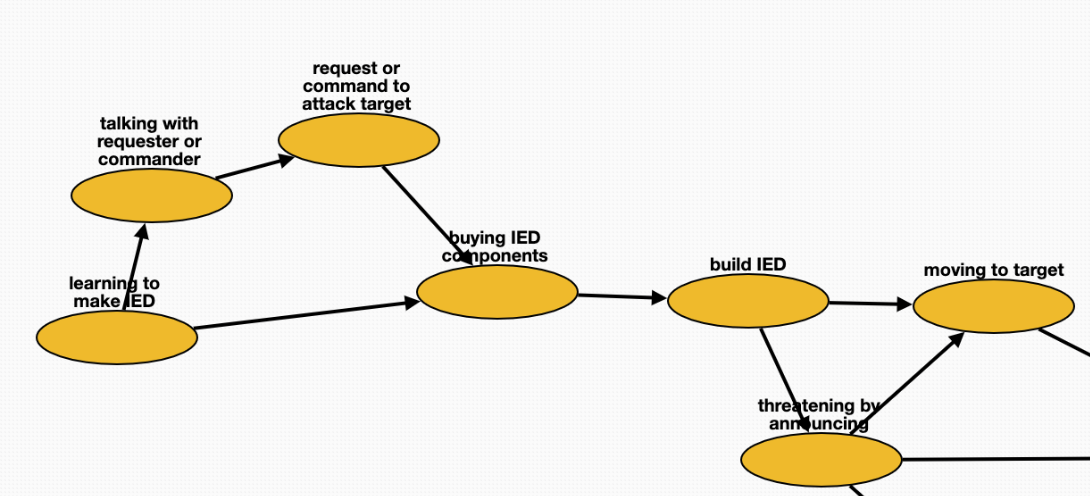 request or
command to
attack target
talking with
requester or
commander
learning to
make IED
buying IED
components
build IED
moving to target
threatening by
announcing